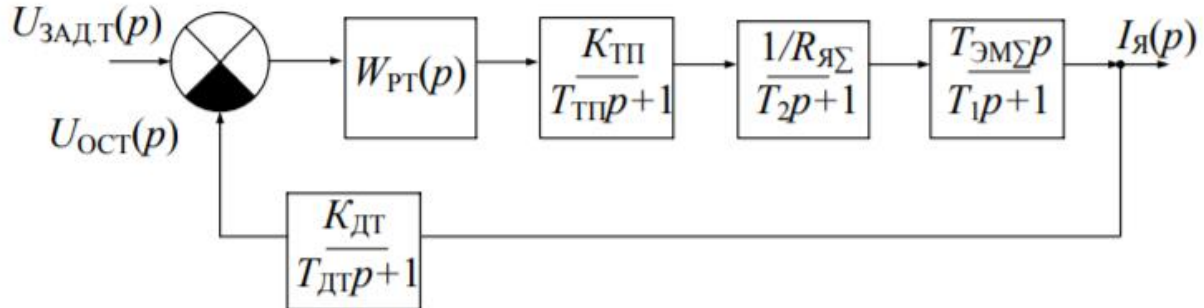 U_ЗАД.Т(p)
U_ОСТ(p)
W_РТ(p)
K_ТП
T_ТПp+1
1/R_ЯΣ
T_2p+1
T_ЭМΣp
T_1p+1
I_Я(p)
K_ДТ
T_ДТp+1